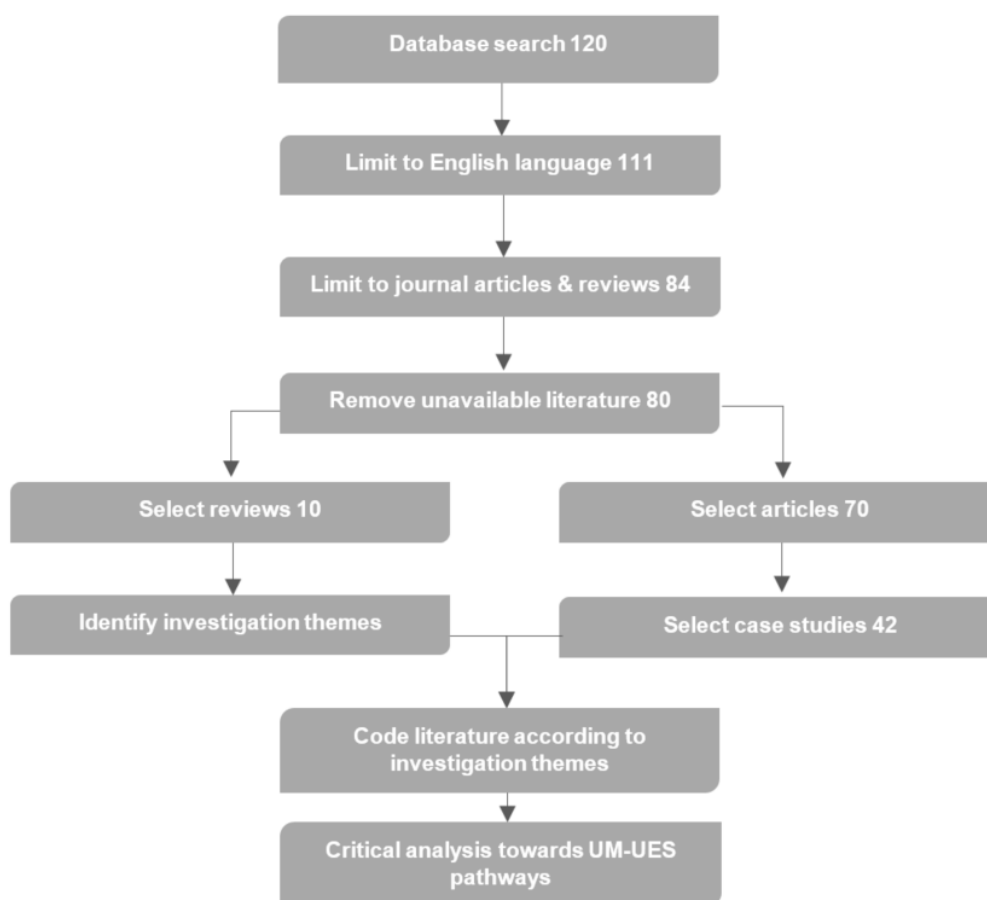 Database search 120
Limit to English language 111
Limit to journal articles & reviews 84
Remove unavailable literature 80
Select reviews 10
Select articles 70
Identify investigation themes
Select case studies 42
Code literature according to
investigation themes
Critical analysis towards UM-UES
pathways